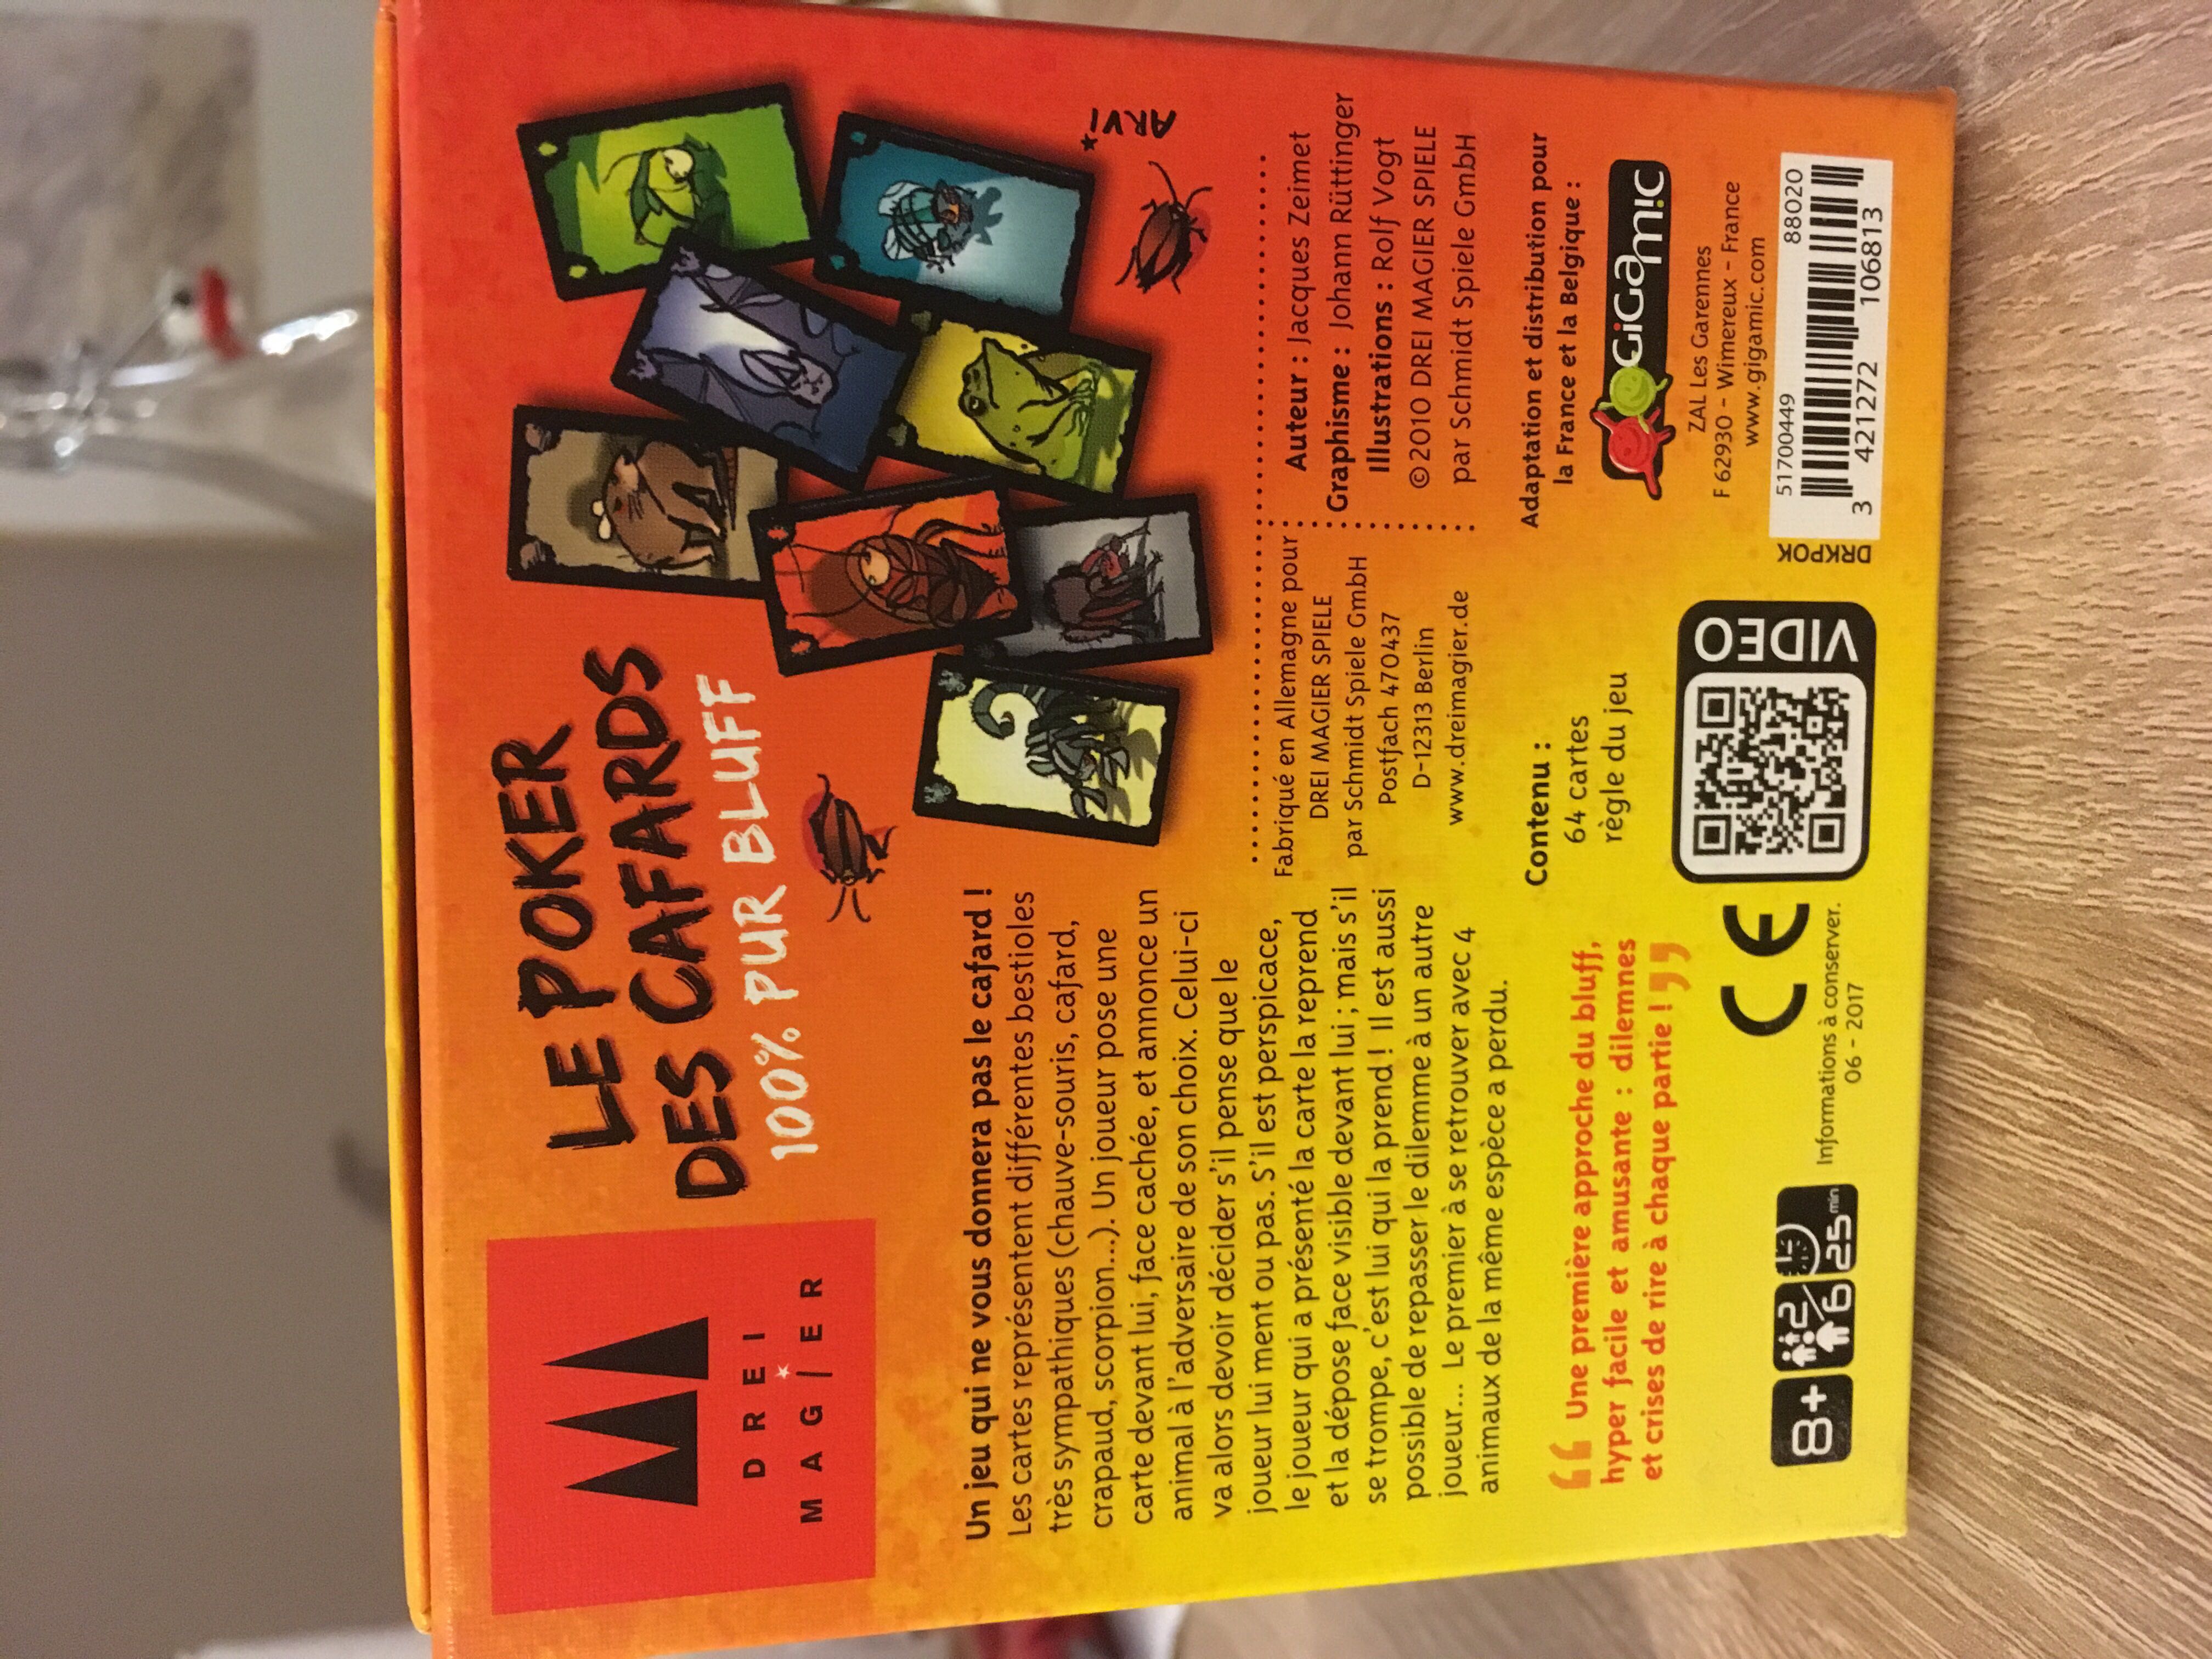 DREI
MAGIER
LE POKER
DES CAFARDS
100% PUR BLUFF
ARVI
Un jeu qui ne vous donnera pas le cafard !
Les cartes représentent différentes bestioles
très sympathiques (chauve-souris, cafard,
crapaud, scorpion...). Un joueur pose une
carte devant lui, face cachée, et annonce un
animal à l'adversaire de son choix. Celui-ci
va alors devoir décider s'il pense que le
joueur lui ment ou pas. S'il est perspicace,
le joueur qui a présenté la carte la reprend
et la dépose face visible devant lui ; mais s'il
se trompe, c'est lui qui la prend ! Il est aussi
possible de repasser le dilemme à un autre
joueur... Le premier à se retrouver avec 4
animaux de la même espèce a perdu.
“ Une première approche du bluff,
hyper facile et amusante : dilemnes
et crises de rire à chaque partie ! ”
8+
2
6
25 min
CE
Informations à conserver.
06 - 2017
Fabriqué en Allemagne pour
DREI MAGIER SPIELE
par Schmidt Spiele GmbH
Postfach 470437
D-12313 Berlin
www.dreimagier.de
Contenu :
64 cartes
règle du jeu
VIDEO
Auteur : Jacques Zeimet
Graphisme : Johann Rüttinger
Illustrations : Rolf Vogt
©2010 DREI MAGIER SPIELE
par Schmidt Spiele GmbH
Adaptation et distribution pour
la France et la Belgique :
GiGamic
ZAL Les Garennes
F 62930 - Wimereux - France
www.gigamic.com
51700449 88020
3 421272 106813
DRKPOK